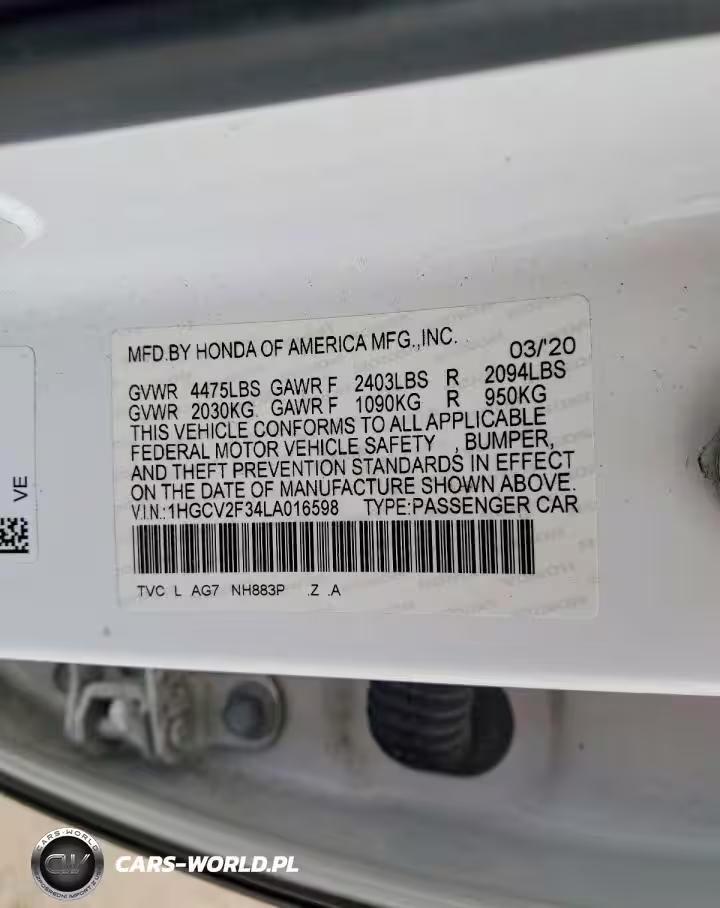 MFD.BY HONDA OF AMERICA MFG.,INC. 03/'20
GVWR 4475LBS GAWR F 2403LBS R 2094LBS
GVWR 2030KG GAWR F 1090KG R 950KG
THIS VEHICLE CONFORMS TO ALL APPLICABLE
FEDERAL MOTOR VEHICLE SAFETY , BUMPER,
AND THEFT PREVENTION STANDARDS IN EFFECT
ON THE DATE OF MANUFACTURE SHOWN ABOVE.
V.I.N.:1HGCV2F34LA016598 TYPE:PASSENGER CAR
TVC L AG7 NH883P .Z .A
VE
CARS-WORLD
CARS-WORLD.PL